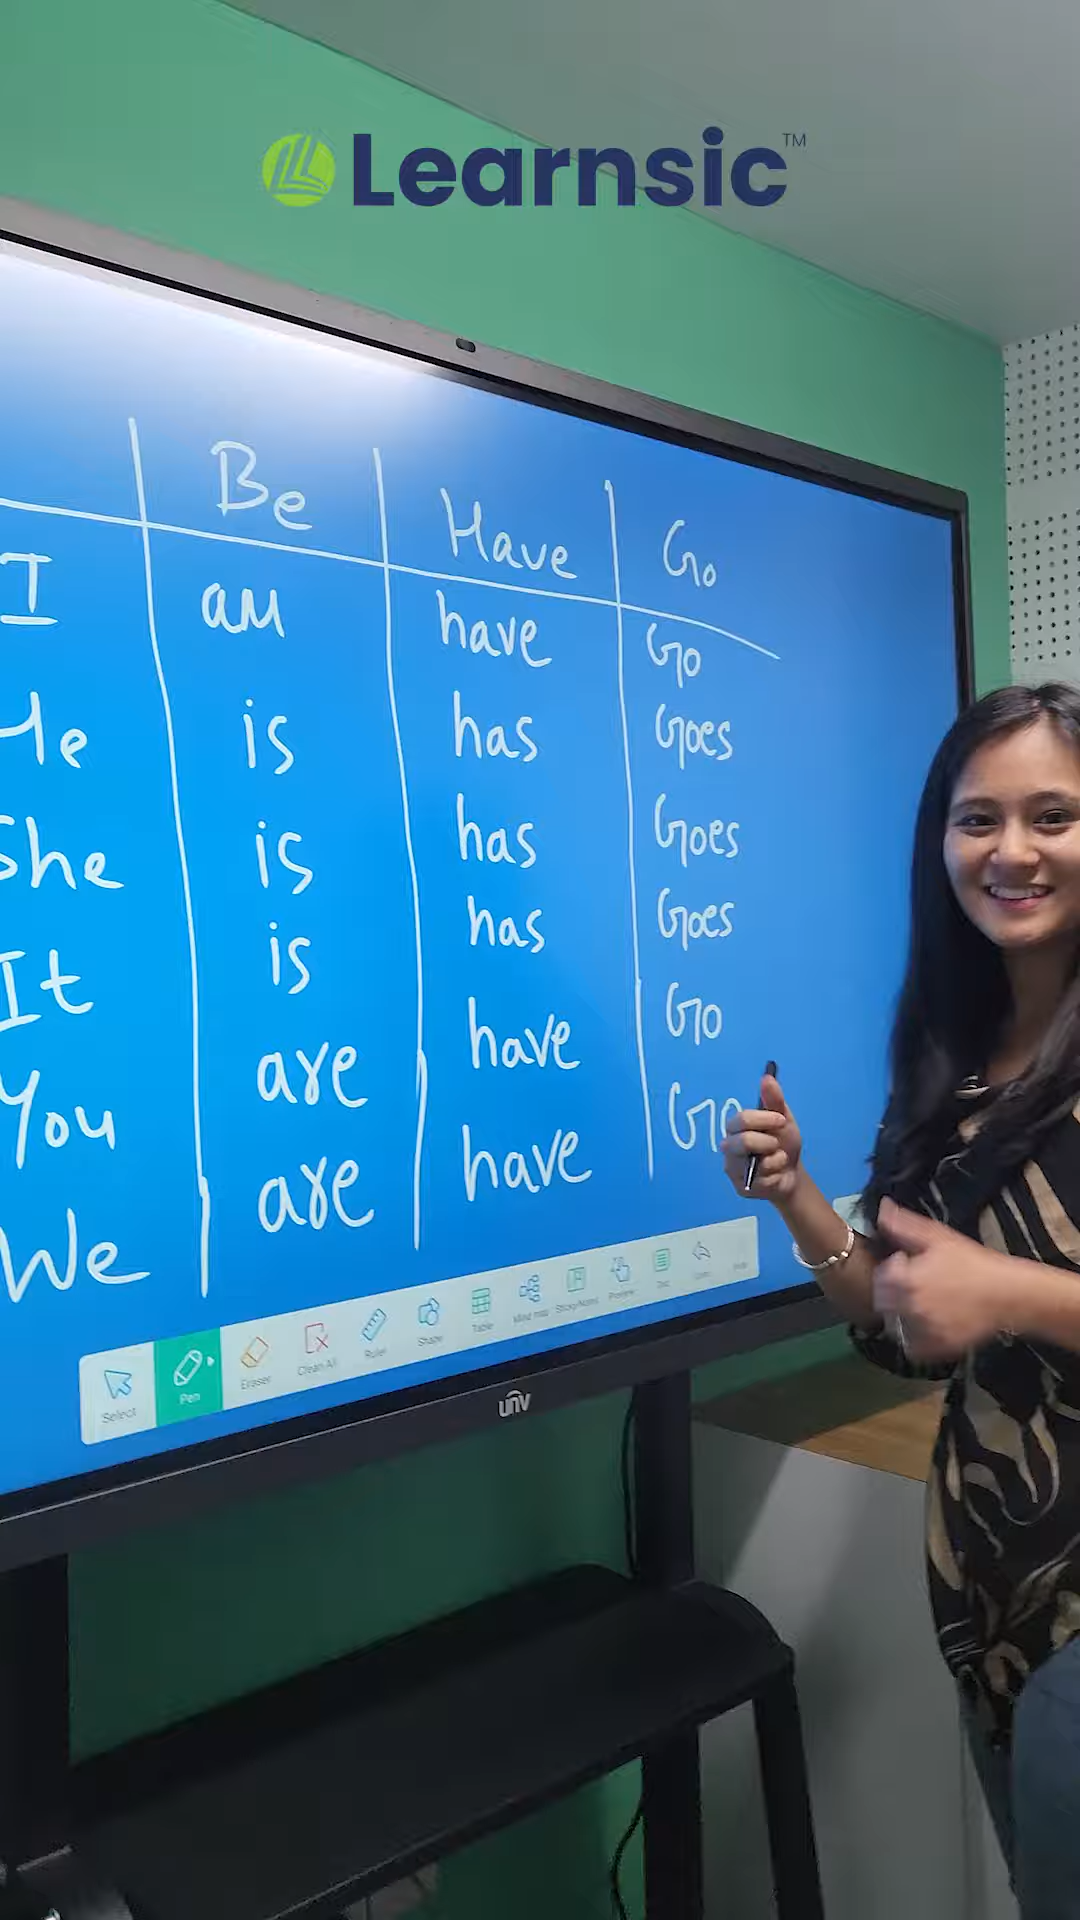 Learnsic™
Be Have Go
I am have Go
He is has Goes
She is has Goes
It is has Goes
You are have Go
We are have Go
Select Pen Eraser Clean All Ruler Shape Table Mind map StickyNotes Preview
unv